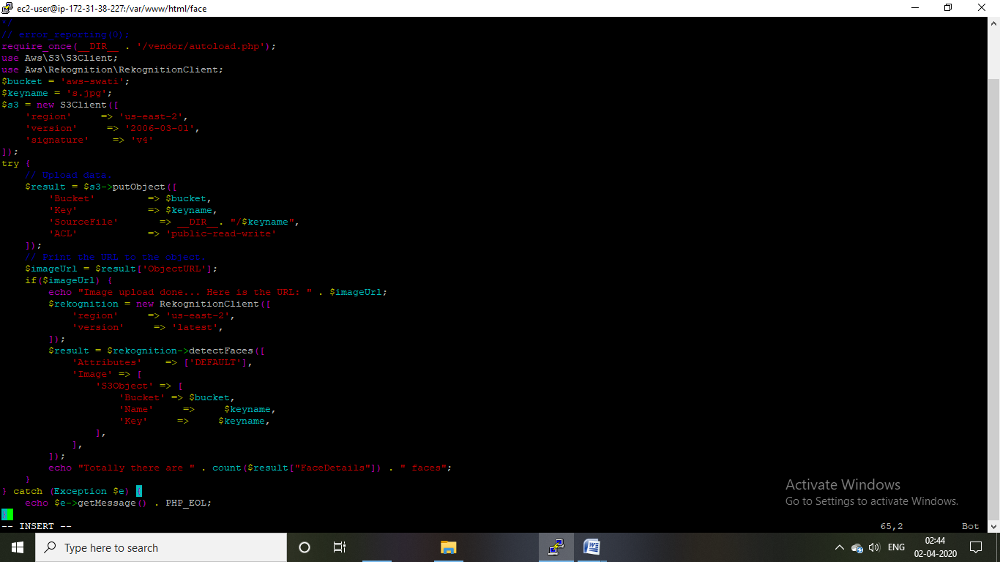 ec2-user@ip-172-31-38-227:/var/www/html/face
*/
// error_reporting(0);
require_once(__DIR__ . '/vendor/autoload.php');
use Aws\S3\S3Client;
use Aws\Rekognition\RekognitionClient;
$bucket = 'aws-swati';
$keyname = 's.jpg';
$s3 = new S3Client([
    'region'     => 'us-east-2',
    'version'     => '2006-03-01',
    'signature'    => 'v4'
]);
try {
    // Upload data.
    $result = $s3->putObject([
        'Bucket'         => $bucket,
        'Key'            => $keyname,
        'SourceFile'       => __DIR__. "/$keyname",
        'ACL'            => 'public-read-write'
    ]);
    // Print the URL to the object.
    $imageUrl = $result['ObjectURL'];
    if($imageUrl) {
        echo "Image upload done... Here is the URL: " . $imageUrl;
        $rekognition = new RekognitionClient([
            'region'     => 'us-east-2',
            'version'     => 'latest',
        ]);
        $result = $rekognition->detectFaces([
            'Attributes'    => ['DEFAULT'],
            'Image' => [
                'S3Object' => [
                    'Bucket' => $bucket,
                    'Name'     =>     $keyname,
                    'Key'     =>     $keyname,
                ],
            ],
        ]);
        echo "Totally there are " . count($result["FaceDetails"]) . " faces";
    }
} catch (Exception $e) {
    echo $e->getMessage() . PHP_EOL;
}
-- INSERT -- 65,2 Bot
Activate Windows
Go to Settings to activate Windows.
Type here to search
ENG
02:44
02-04-2020